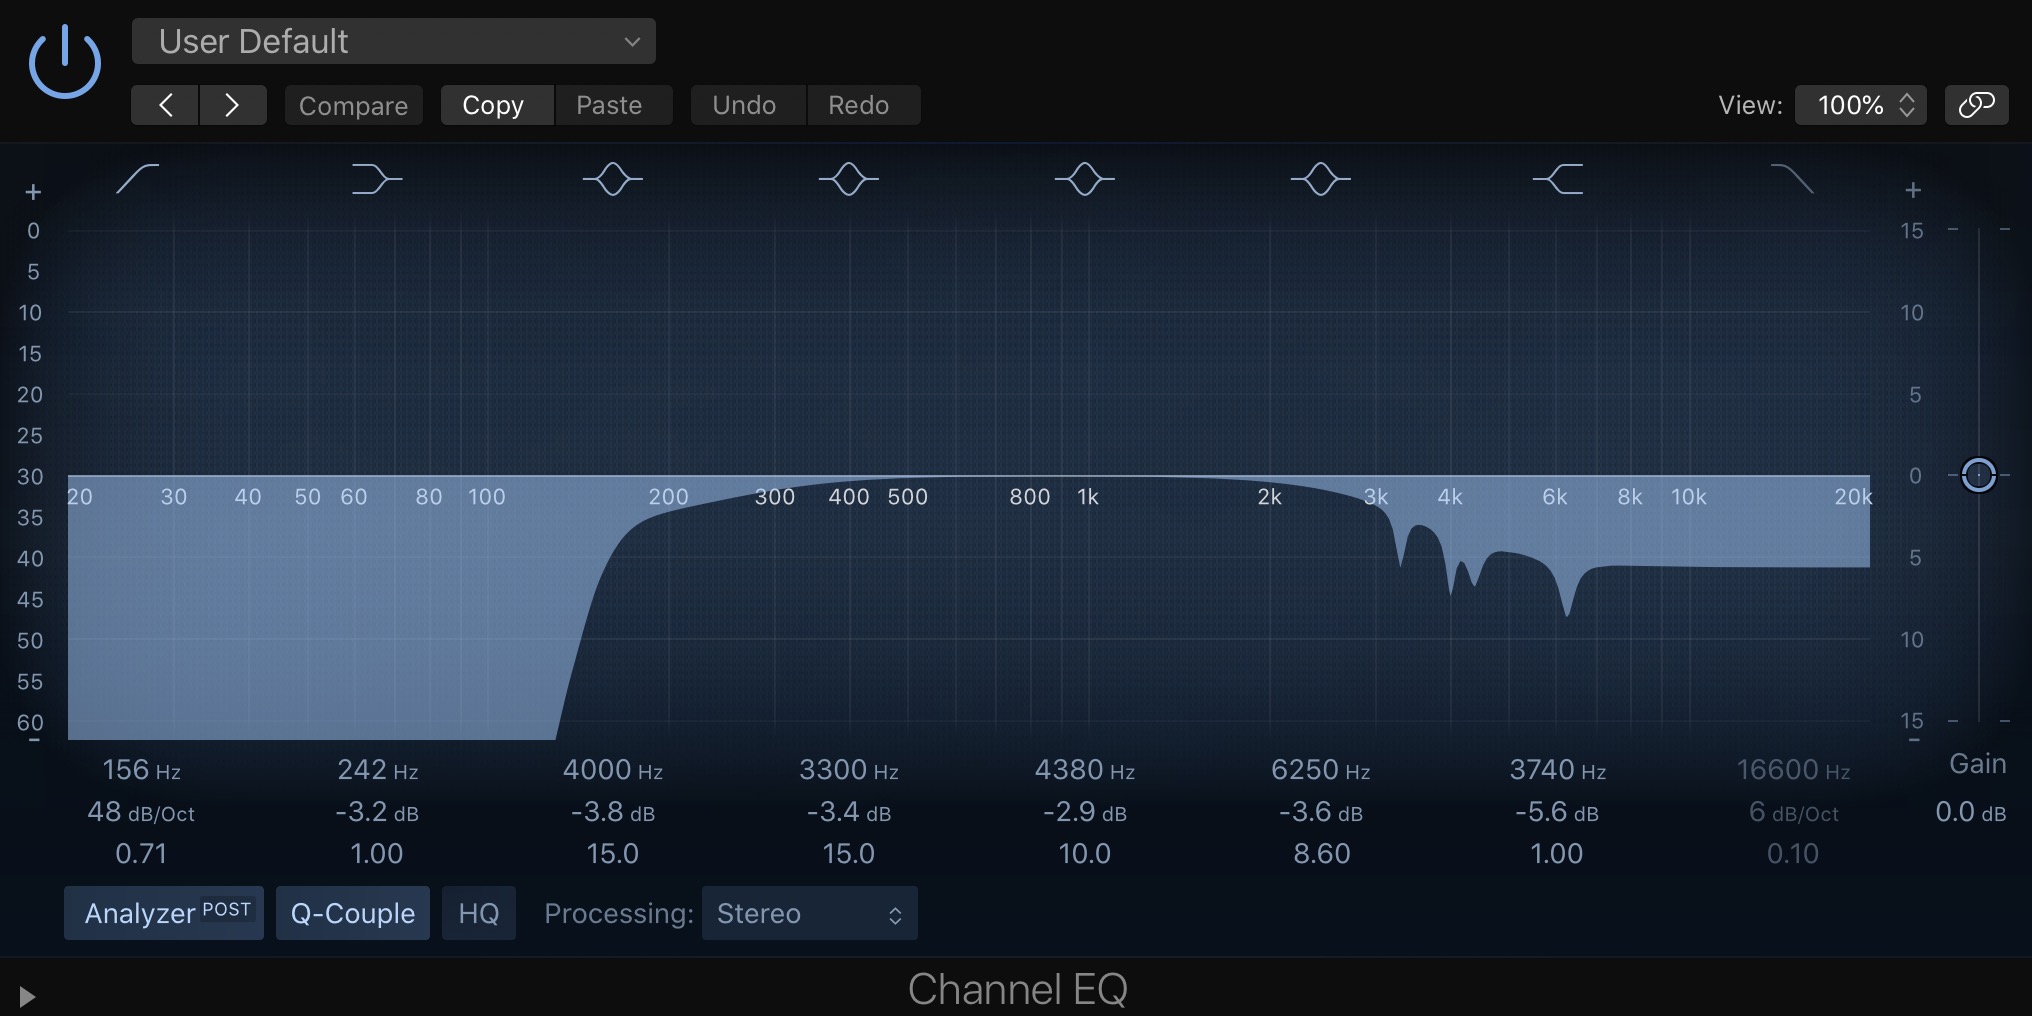 User Default
Compare Copy Paste Undo Redo View: 100%
+ +
0 15
5
10 10
15
20 5
25
30 0
20 30 40 50 60 80 100 200 300 400 500 800 1k 2k 3k 4k 6k 8k 10k 20k
35
40 5
45
50 10
55
60 15
- -
156 Hz 242 Hz 4000 Hz 3300 Hz 4380 Hz 6250 Hz 3740 Hz 16600 Hz Gain
48 dB/Oct -3.2 dB -3.8 dB -3.4 dB -2.9 dB -3.6 dB -5.6 dB 6 dB/Oct 0.0 dB
0.71 1.00 15.0 15.0 10.0 8.60 1.00 0.10
Analyzer POST Q-Couple HQ Processing: Stereo
Channel EQ